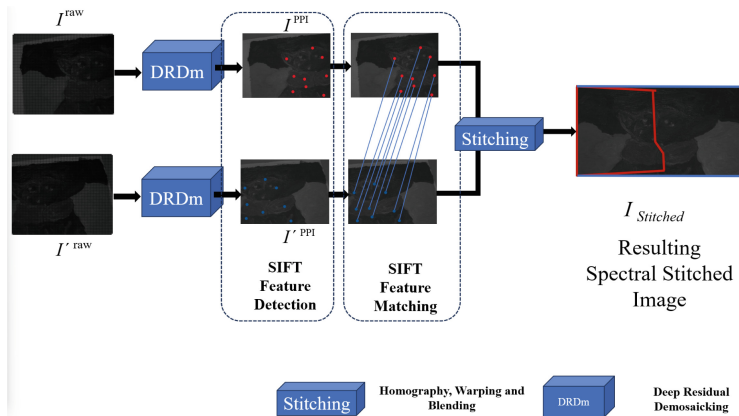 I raw
I PPI
DRDm
DRDm
Stitching
I' raw
I' PPI
I Stitched
SIFT
Feature
Detection
SIFT
Feature
Matching
Resulting
Spectral Stitched
Image
Stitching
Homography, Warping and
Blending
DRDm
Deep Residual
Demosaicking